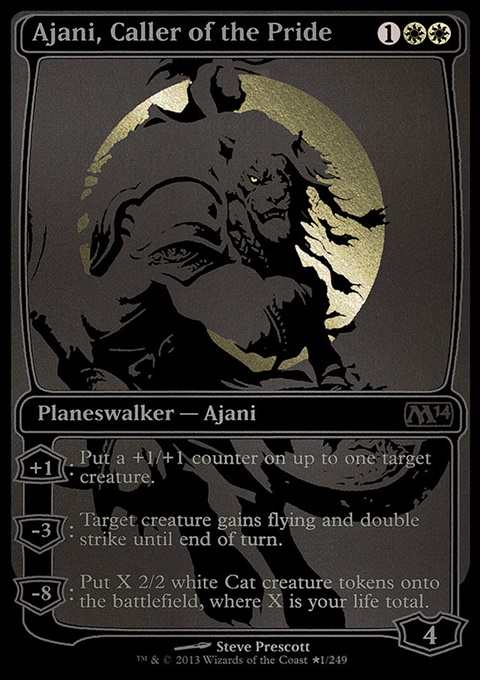 Ajani, Caller of the Pride 1
Planeswalker — Ajani M14
+1: Put a +1/+1 counter on up to one target
creature.
-3: Target creature gains flying and double
strike until end of turn.
-8: Put X 2/2 white Cat creature tokens onto
the battlefield, where X is your life total.
4
Steve Prescott
™ & © 2013 Wizards of the Coast ★1/249